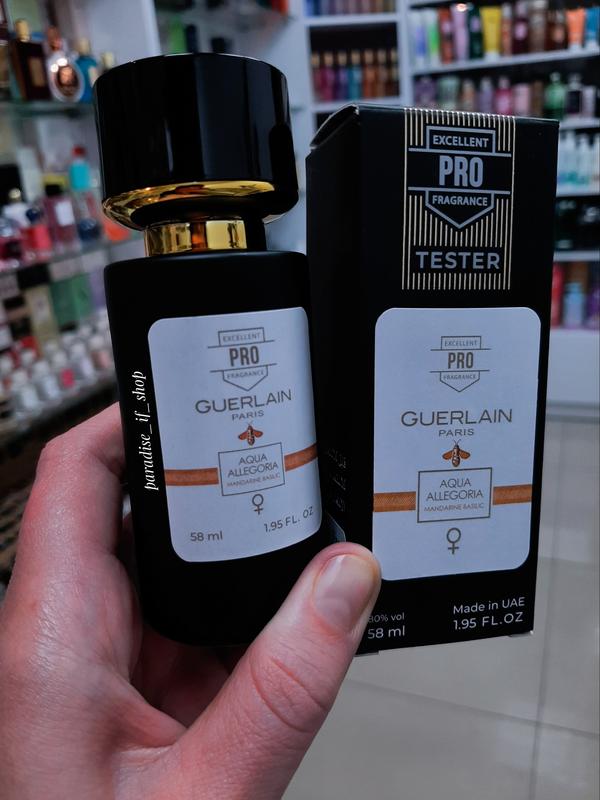 paradise_if_shop
EXCELLENT
PRO
FRAGRANCE
GUERLAIN
PARIS
AQUA
ALLEGORIA
MANDARINE BASILIC
58 ml
1.95 FL. OZ
EXCELLENT
PRO
FRAGRANCE
TESTER
EXCELLENT
PRO
FRAGRANCE
GUERLAIN
PARIS
AQUA
ALLEGORIA
MANDARINE BASILIC
80% vol
58 ml
Made in UAE
1.95 FL.OZ